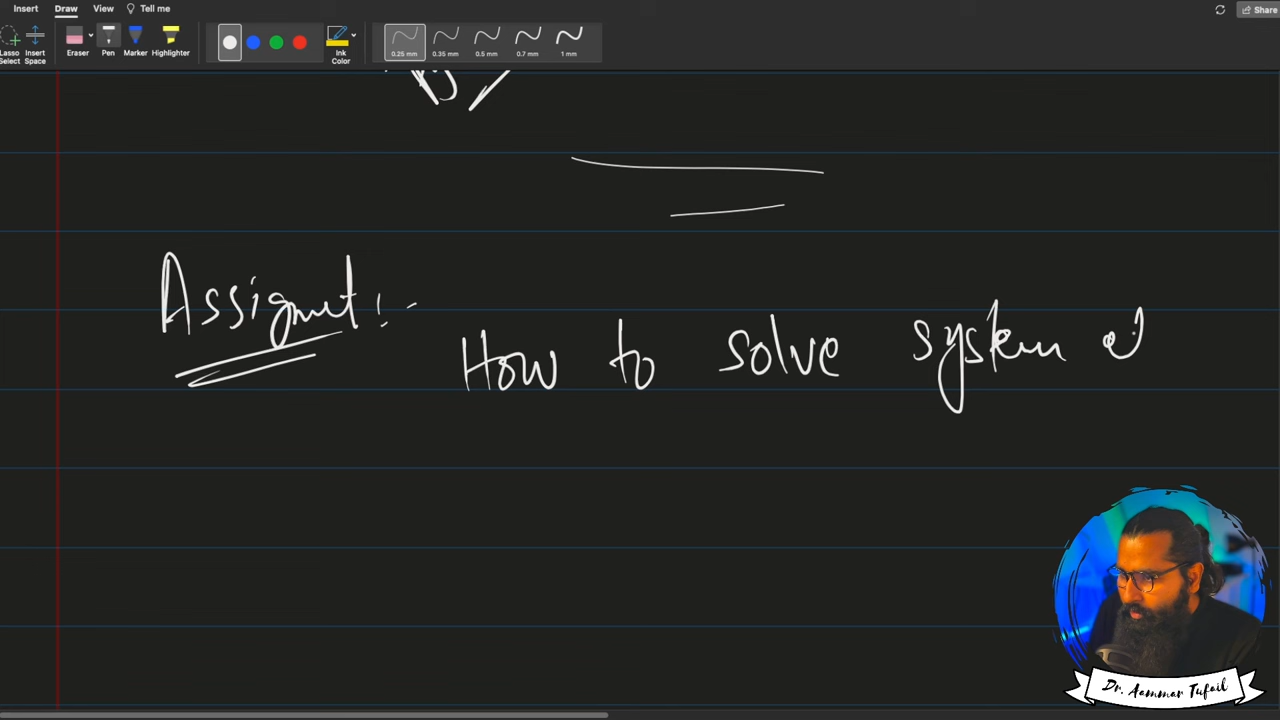 Insert Draw View Tell me Share
Lasso Select
Insert Space
Eraser Pen Marker Highlighter
Ink Color
0.25 mm 0.35 mm 0.5 mm 0.7 mm 1 mm
Assignmt :-
How to solve system
Dr. Aammar Tufail